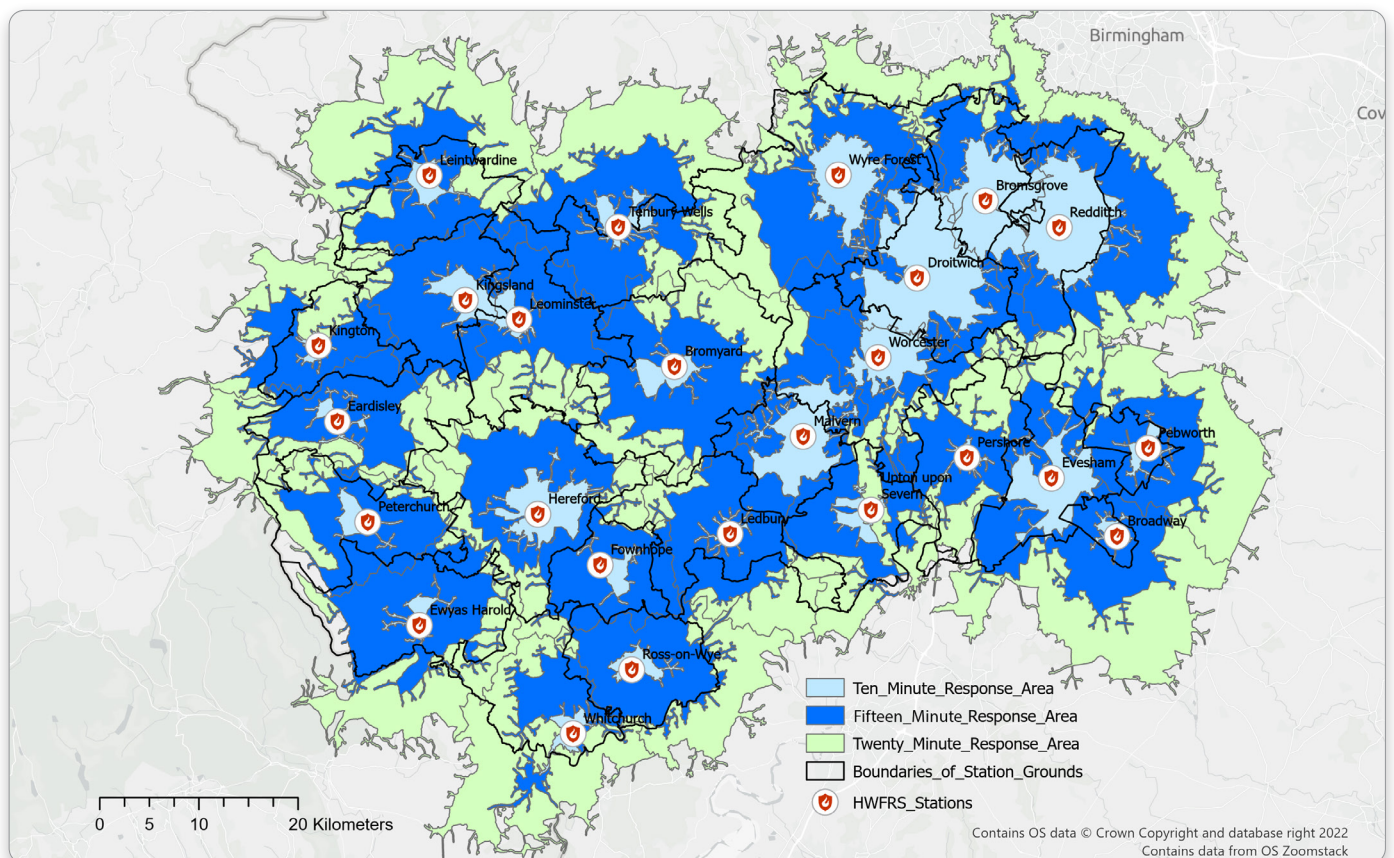 Birmingham
Cov
Leintwardine
Wyre Forest
Bromsgrove
Tenbury Wells
Redditch
Droitwich
Kingsland
Leominster
Kington
Worcester
Bromyard
Eardisley
Malvern
Pershore
Pebworth
Evesham
Upton upon
Severn
Hereford
Peterchurch
Ledbury
Broadway
Fownhope
Ewyas Harold
Ross-on-Wye
Whitchurch
Ten_Minute_Response_Area
Fifteen_Minute_Response_Area
Twenty_Minute_Response_Area
Boundaries_of_Station_Grounds
HWFRS_Stations
0 5 10 20 Kilometers
Contains OS data © Crown Copyright and database right 2022
Contains data from OS Zoomstack